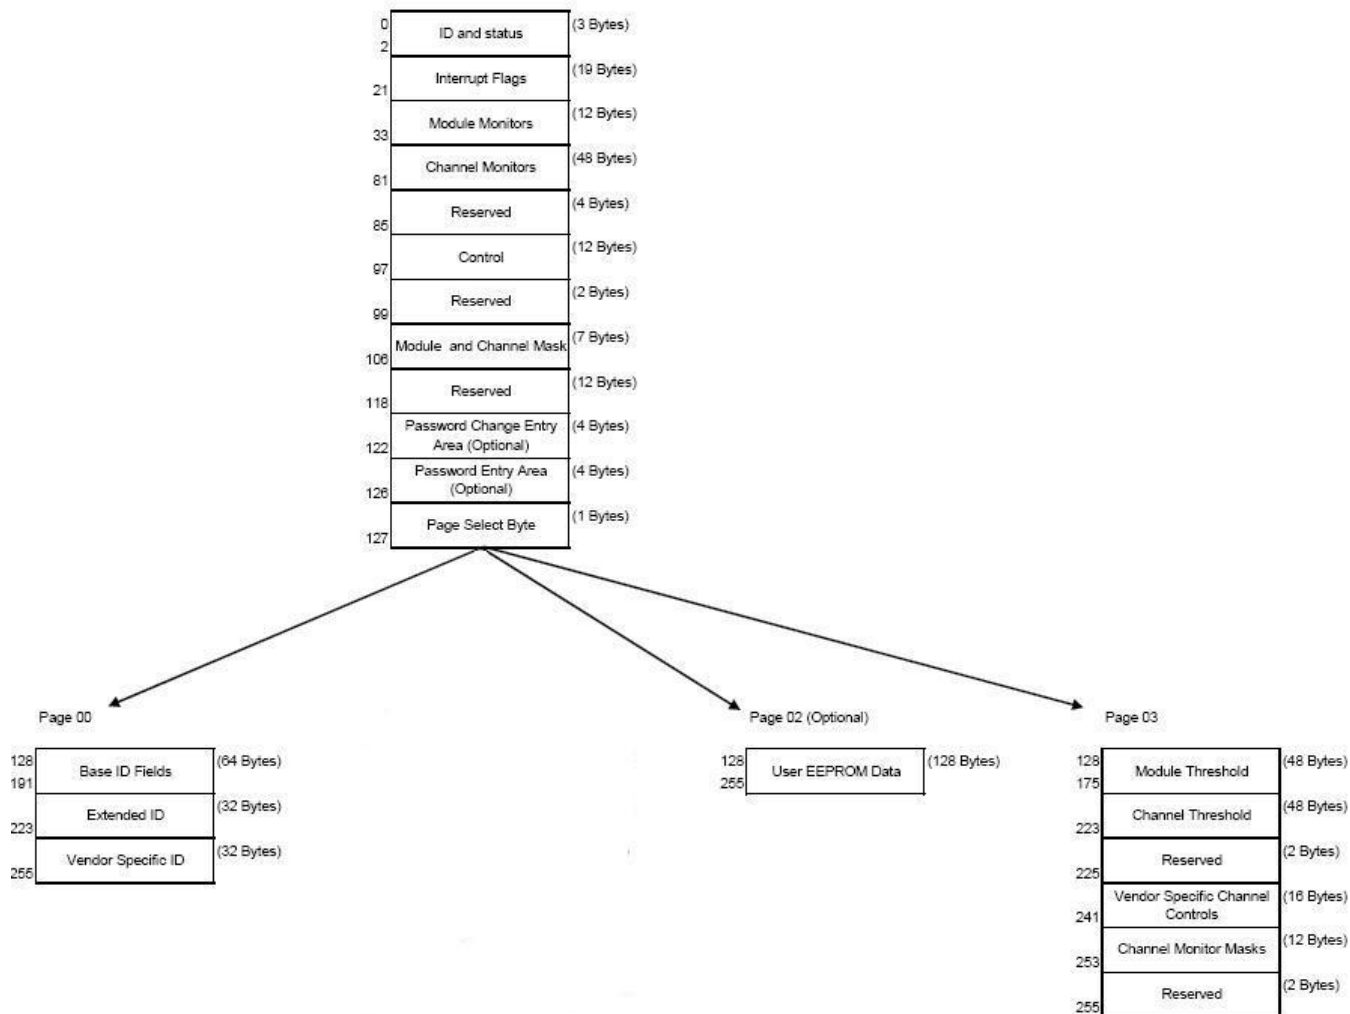 0
ID and status
(3 Bytes)
2
Interrupt Flags
(19 Bytes)
21
Module Monitors
(12 Bytes)
33
Channel Monitors
(48 Bytes)
81
Reserved
(4 Bytes)
85
Control
(12 Bytes)
97
Reserved
(2 Bytes)
99
Module and Channel Mask
(7 Bytes)
106
Reserved
(12 Bytes)
118
Password Change Entry
Area (Optional)
(4 Bytes)
122
Password Entry Area
(Optional)
(4 Bytes)
126
Page Select Byte
(1 Bytes)
127
Page 00
128
Base ID Fields
(64 Bytes)
191
Extended ID
(32 Bytes)
223
Vendor Specific ID
(32 Bytes)
255
Page 02 (Optional)
128
User EEPROM Data
(128 Bytes)
255
Page 03
128
Module Threshold
(48 Bytes)
175
Channel Threshold
(48 Bytes)
223
Reserved
(2 Bytes)
225
Vendor Specific Channel
Controls
(16 Bytes)
241
Channel Monitor Masks
(12 Bytes)
253
Reserved
(2 Bytes)
255